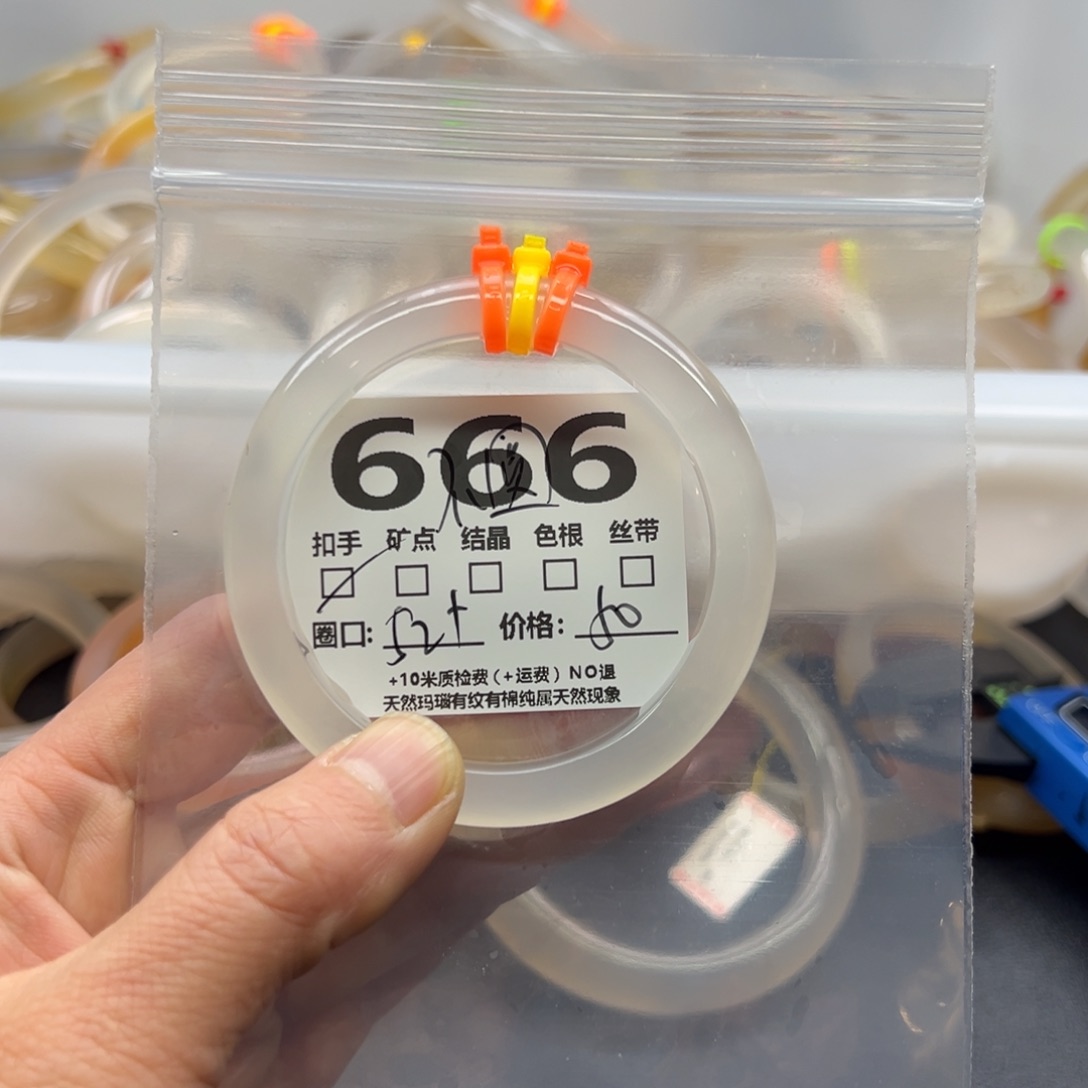 666
扣手 矿点 结晶 色根 丝带
圈口: 52+ 价格:
+10米质检费(+运费) NO退
天然玛瑙有纹有棉纯属天然现象